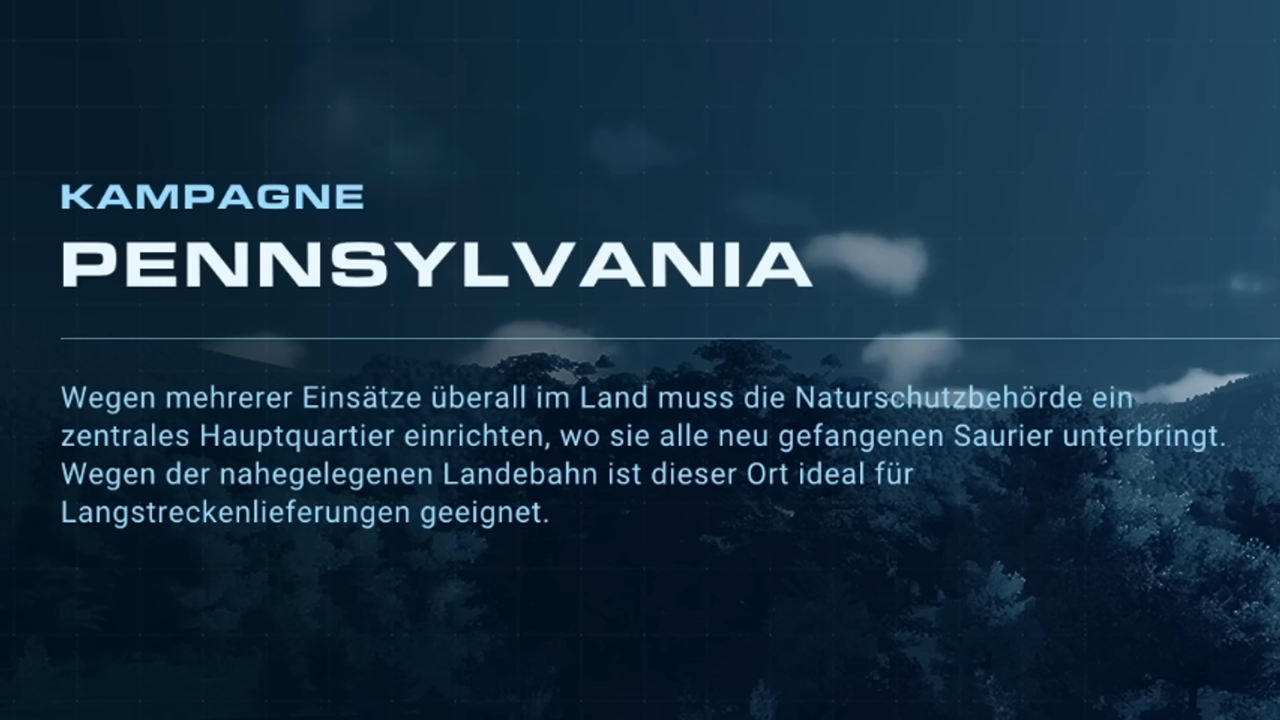 KAMPAGNE
PENNSYLVANIA
Wegen mehrerer Einsätze überall im Land muss die Naturschutzbehörde ein
zentrales Hauptquartier einrichten, wo sie alle neu gefangenen Saurier unterbringt.
Wegen der nahegelegenen Landebahn ist dieser Ort ideal für
Langstreckenlieferungen geeignet.